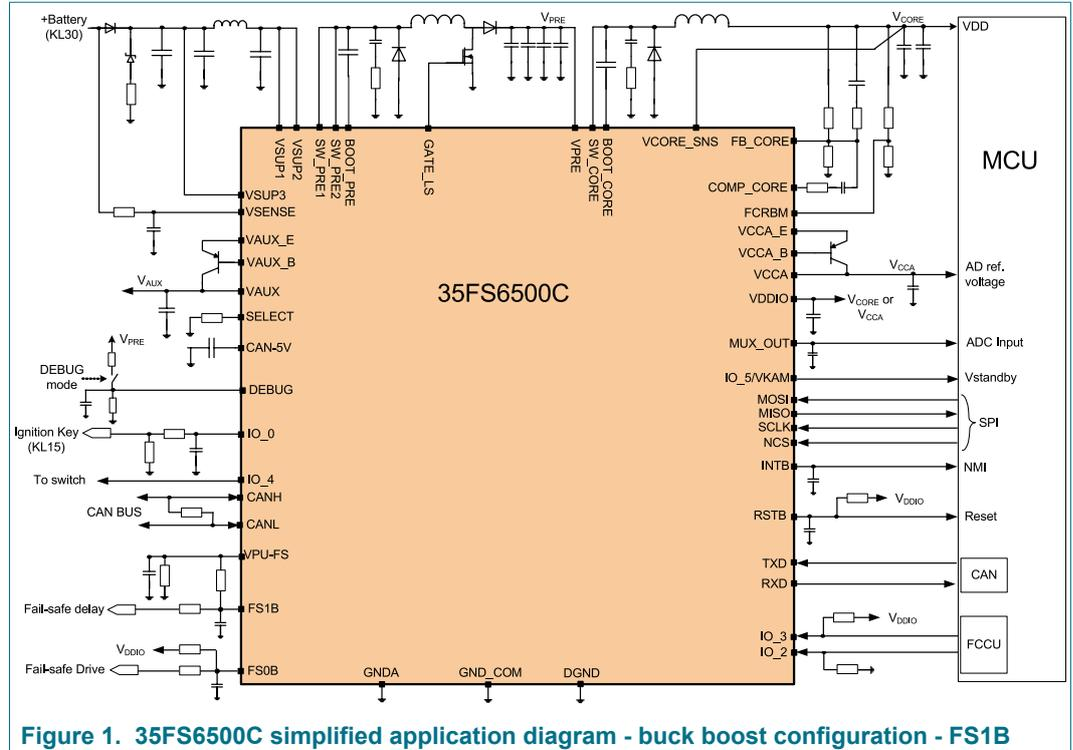 +Battery
(KL30)
VPRE
VCORE
VDD
MCU
VSUP1
VSUP2
SW_PRE1
SW_PRE2
BOOT_PRE
GATE_LS
VPRE
SW_CORE
BOOT_CORE
VCORE_SNS
FB_CORE
COMP_CORE
FCRBM
VCCA_E
VCCA_B
VCCA
VCCA
AD ref.
voltage
VDDIO
VCORE or
VCCA
MUX_OUT
ADC Input
IO_5/VKAM
Vstandby
MOSI
MISO
SCLK
NCS
SPI
INTB
NMI
VDDIO
RSTB
Reset
TXD
RXD
CAN
VDDIO
IO_3
IO_2
FCCU
35FS6500C
VSUP3
VSENSE
VAUX_E
VAUX_B
VAUX
VAUX
SELECT
VPRE
CAN-5V
DEBUG
mode
DEBUG
Ignition Key
(KL15)
IO_0
To switch
IO_4
CANH
CAN BUS
CANL
VPU-FS
Fail-safe delay
FS1B
VDDIO
Fail-safe Drive
FS0B
GNDA
GND_COM
DGND
Figure 1. 35FS6500C simplified application diagram - buck boost configuration - FS1B